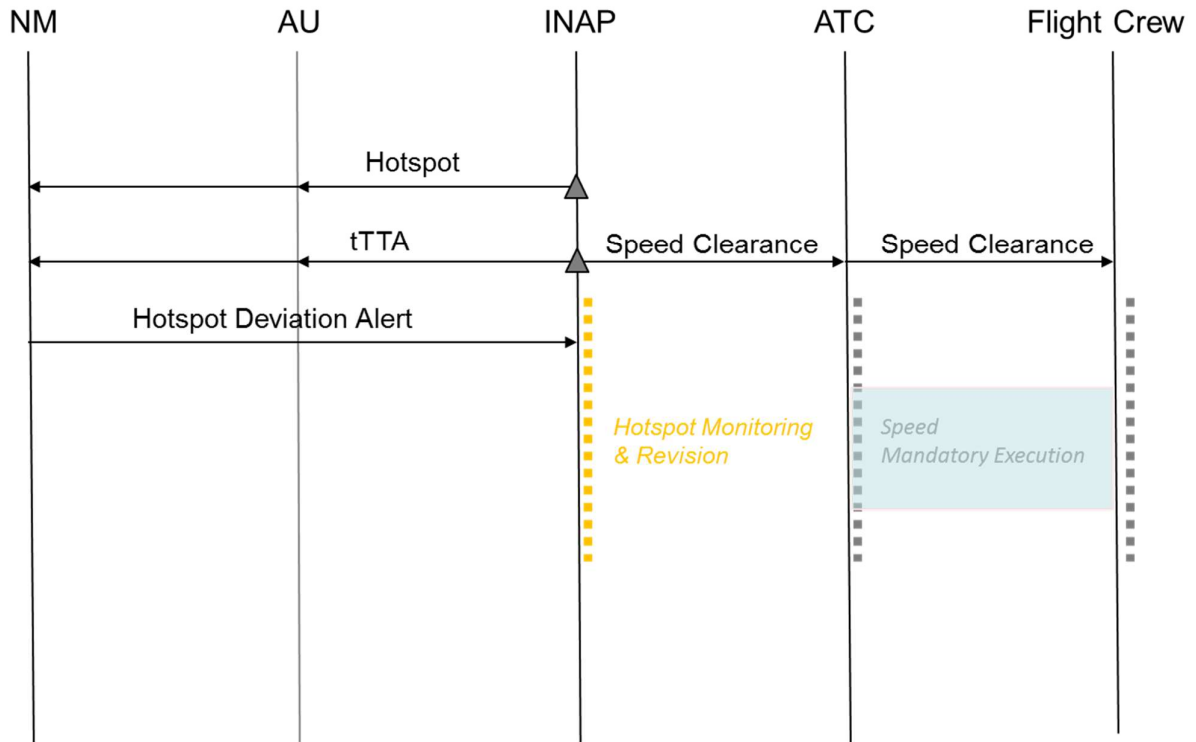 NM AU INAP ATC Flight Crew
Hotspot
tTTA Speed Clearance Speed Clearance
Hotspot Deviation Alert
Hotspot Monitoring
& Revision
Speed
Mandatory Execution